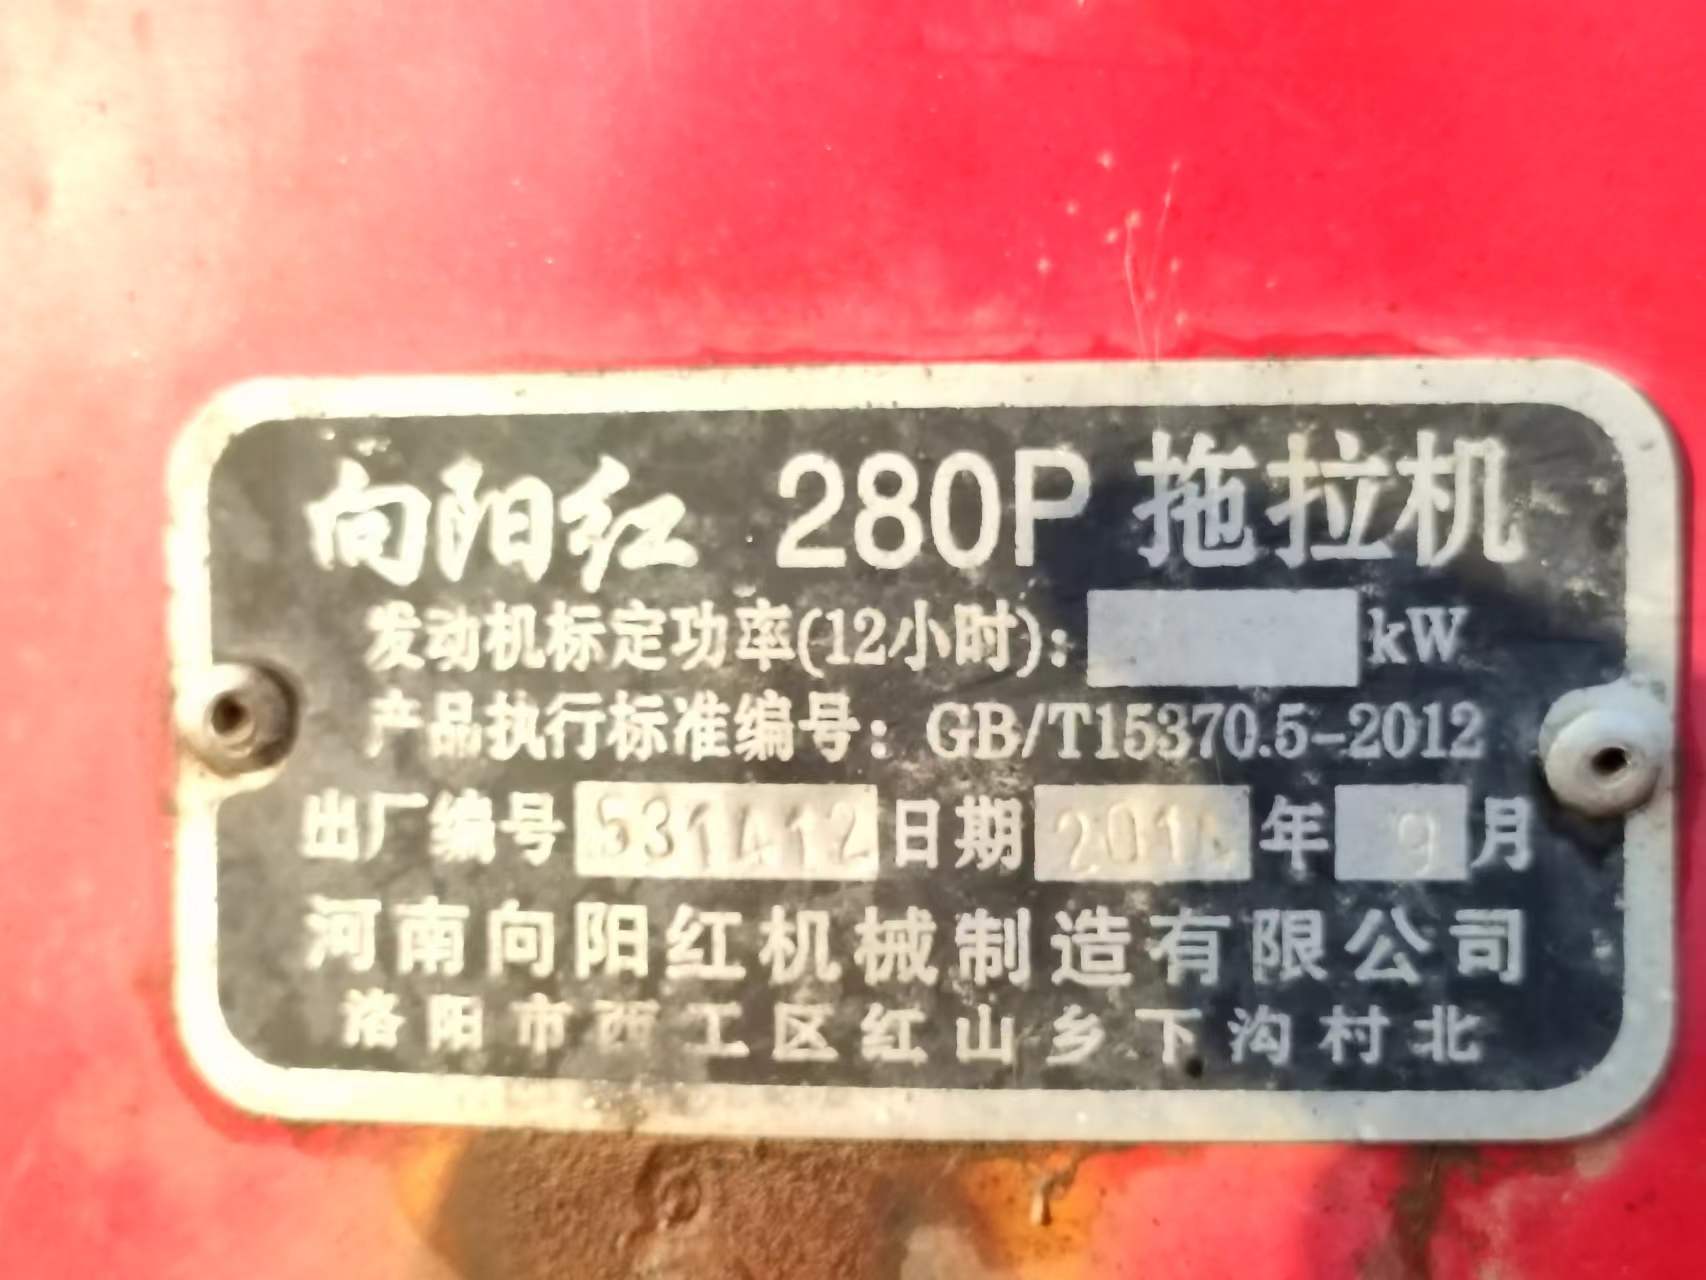 向阳红 280P 拖拉机
发动机标定功率(12小时): kW
产品执行标准编号: GB/T15370.5-2012
出厂编号 531412 日期 2014 年 9 月
河南向阳红机械制造有限公司
洛阳市西工区红山乡下沟村北